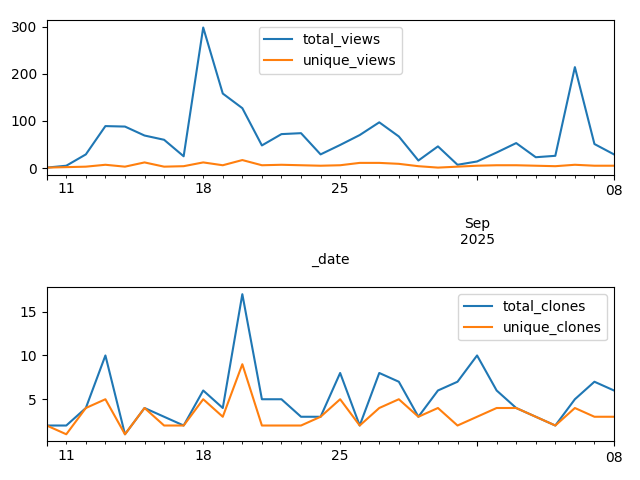 300
200
100
0
total_views
unique_views
11
18
25
08
Sep
2025
_date
15
10
5
total_clones
unique_clones
11
18
25
08